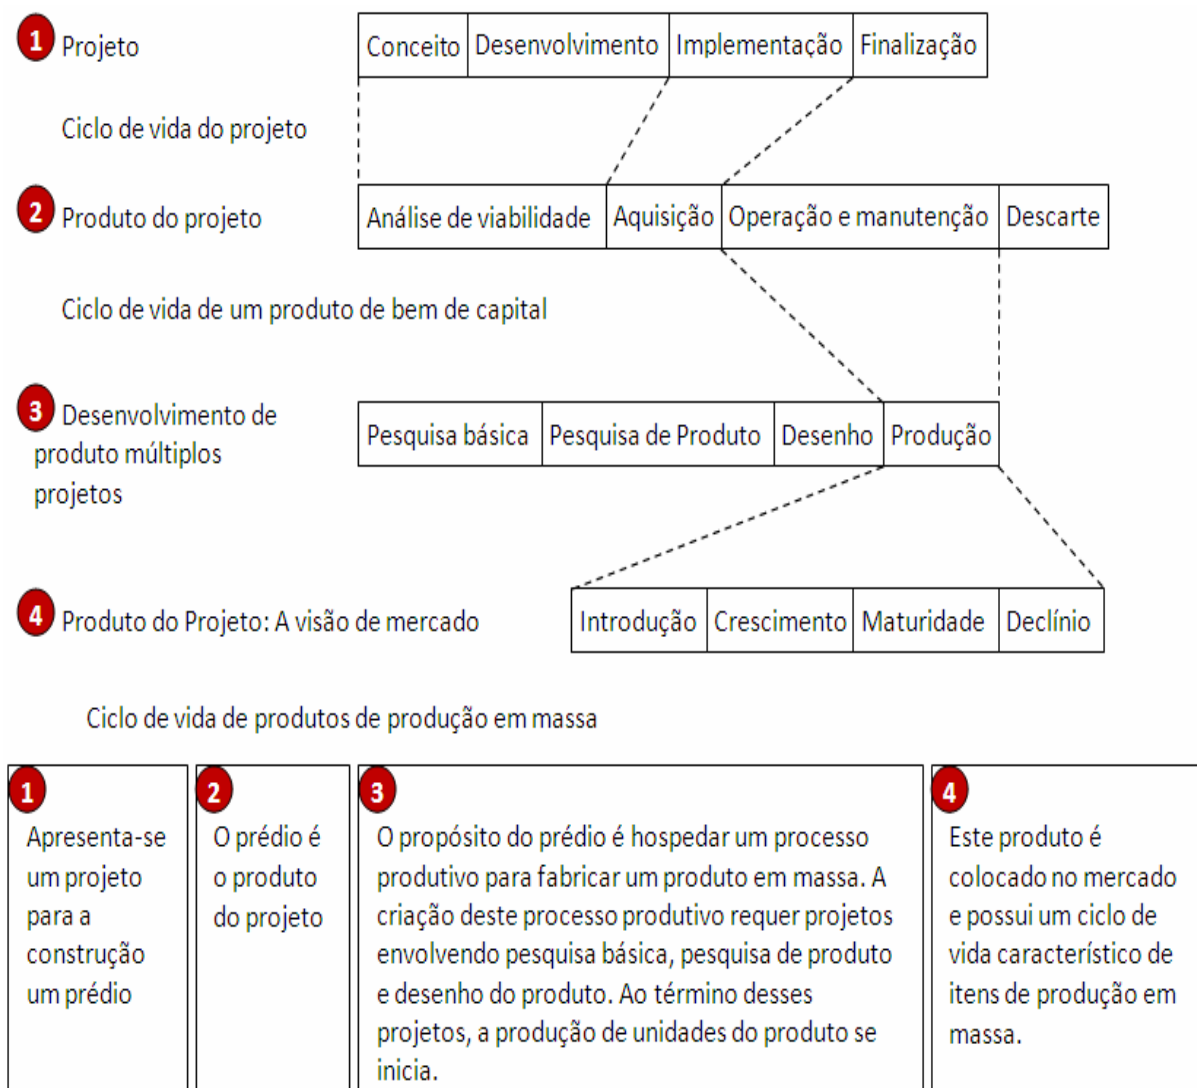 1 Projeto
Conceito Desenvolvimento Implementação Finalização
Ciclo de vida do projeto
2 Produto do projeto
Análise de viabilidade Aquisição Operação e manutenção Descarte
Ciclo de vida de um produto de bem de capital
3 Desenvolvimento de
produto múltiplos
projetos
Pesquisa básica Pesquisa de Produto Desenho Produção
4 Produto do Projeto: A visão de mercado
Introdução Crescimento Maturidade Declínio
Ciclo de vida de produtos de produção em massa
1
Apresenta-se
um projeto
para a
construção
um prédio
2
O prédio é
o produto
do projeto
3
O propósito do prédio é hospedar um processo
produtivo para fabricar um produto em massa. A
criação deste processo produtivo requer projetos
envolvendo pesquisa básica, pesquisa de produto
e desenho do produto. Ao término desses
projetos, a produção de unidades do produto se
inicia.
4
Este produto é
colocado no mercado
e possui um ciclo de
vida característico de
itens de produção em
massa.